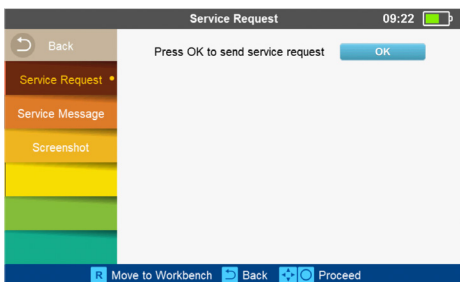 Service Request 09:22
Back
Press OK to send service request OK
Service Request
Service Message
Screenshot
R Move to Workbench Back Proceed